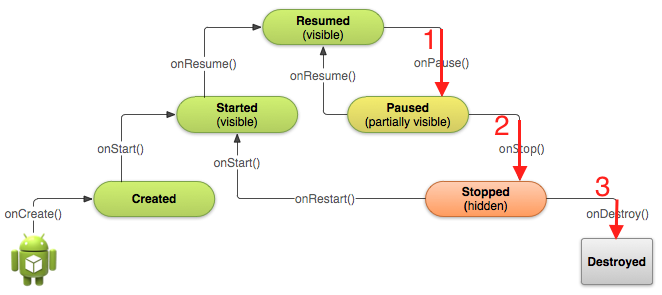 Resumed
(visible)
1
onResume()
onPause()
onResume()
Started
(visible)
Paused
(partially visible)
2
onStart()
onStart()
onStop()
Created
onRestart()
Stopped
(hidden)
3
onCreate()
onDestroy()
Destroyed